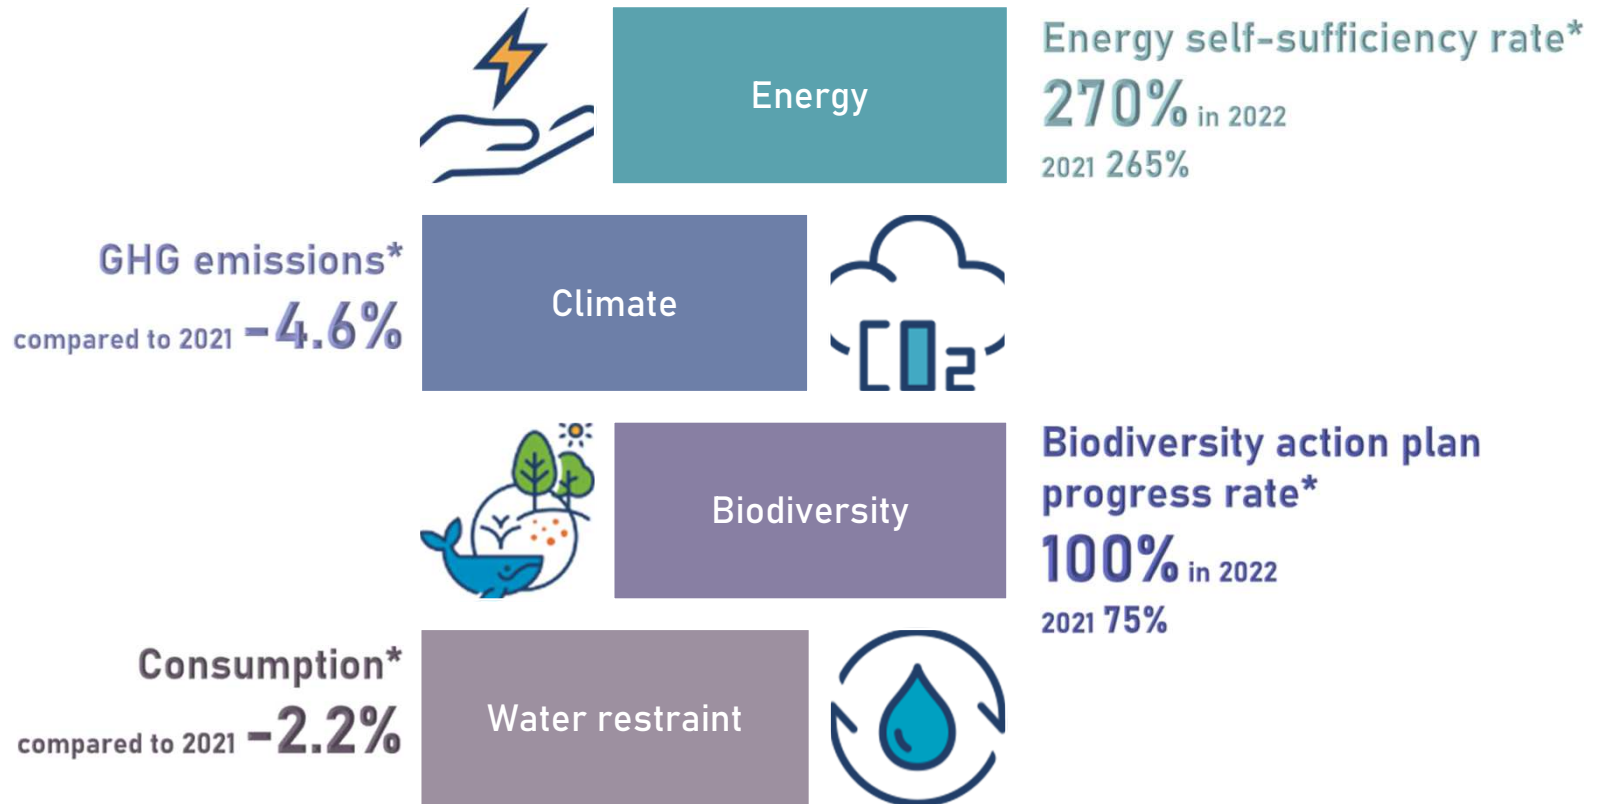 Energy
Energy self-sufficiency rate*
270% in 2022
2021 265%
GHG emissions*
compared to 2021 -4.6%
Climate
CO2
Biodiversity
Biodiversity action plan
progress rate*
100% in 2022
2021 75%
Consumption*
compared to 2021 -2.2%
Water restraint